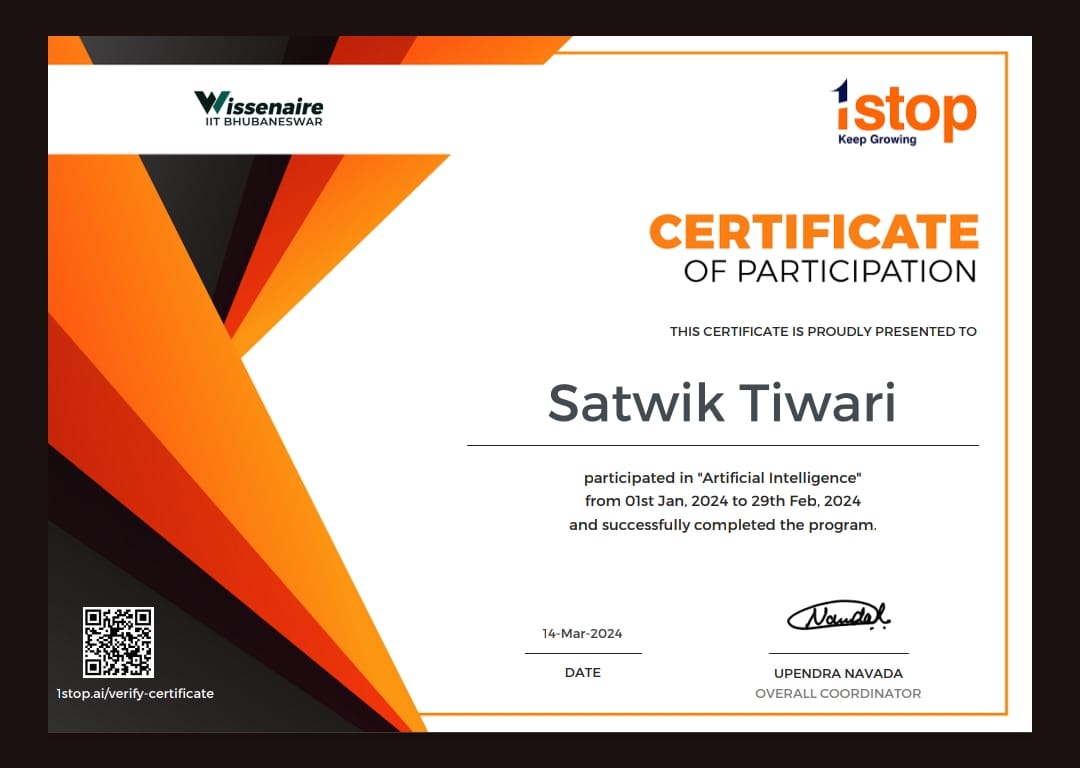 Wissenaire
IIT BHUBANESWAR
1stop
Keep Growing
CERTIFICATE
OF PARTICIPATION
THIS CERTIFICATE IS PROUDLY PRESENTED TO
Satwik Tiwari
participated in "Artificial Intelligence"
from 01st Jan, 2024 to 29th Feb, 2024
and successfully completed the program.
14-Mar-2024
DATE
UPENDRA NAVADA
OVERALL COORDINATOR
1stop.ai/verify-certificate